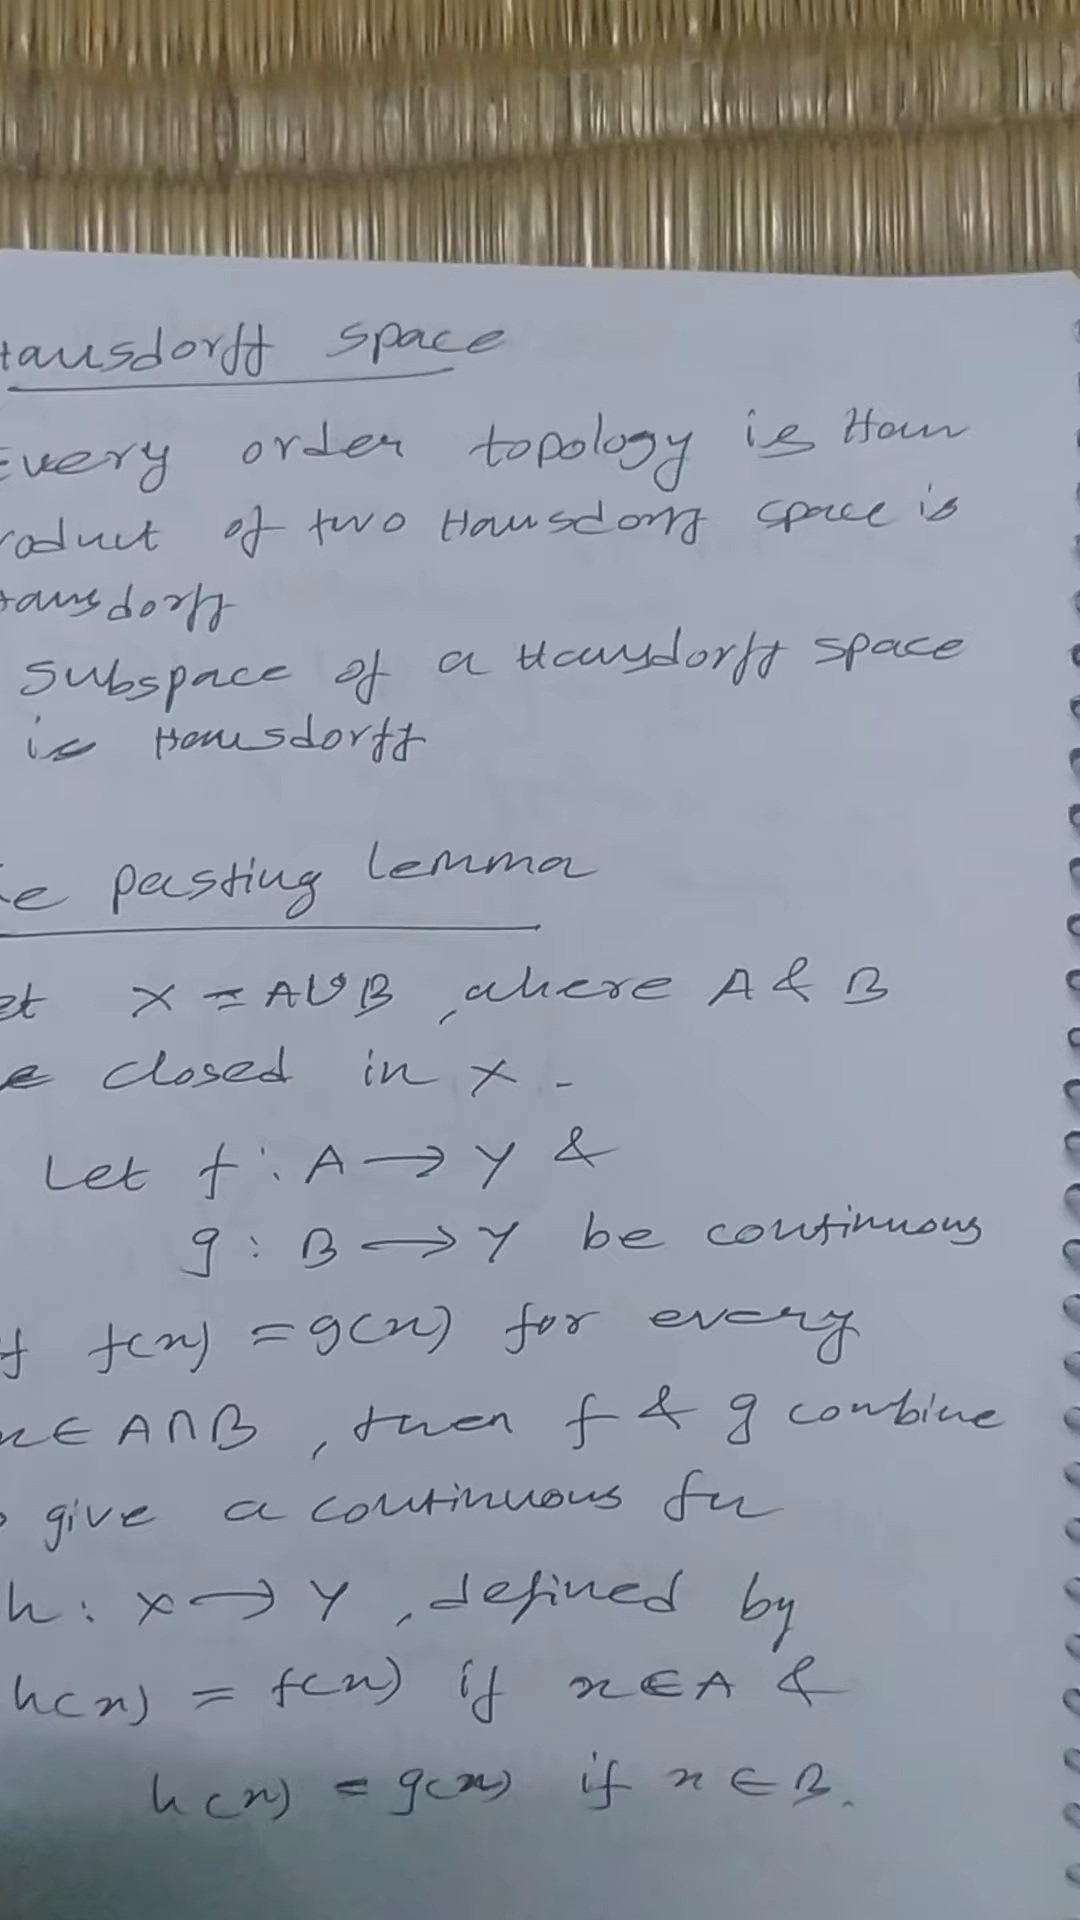 Hausdorff space
Every order topology is Hau
roduct of two Hausdorff space is
Hausdorff
Subspace of a Hausdorff space
is Hausdorff
e pasting lemma
et X = A∪B, where A & B
e closed in X.
Let f : A → Y &
g : B → Y be continuous
f f(x) = g(x) for every
x ∈ A∩B, then f & g combine
give a continuous fn
h : X → Y, defined by
h(x) = f(x) if x ∈ A &
h(x) = g(x) if x ∈ B.